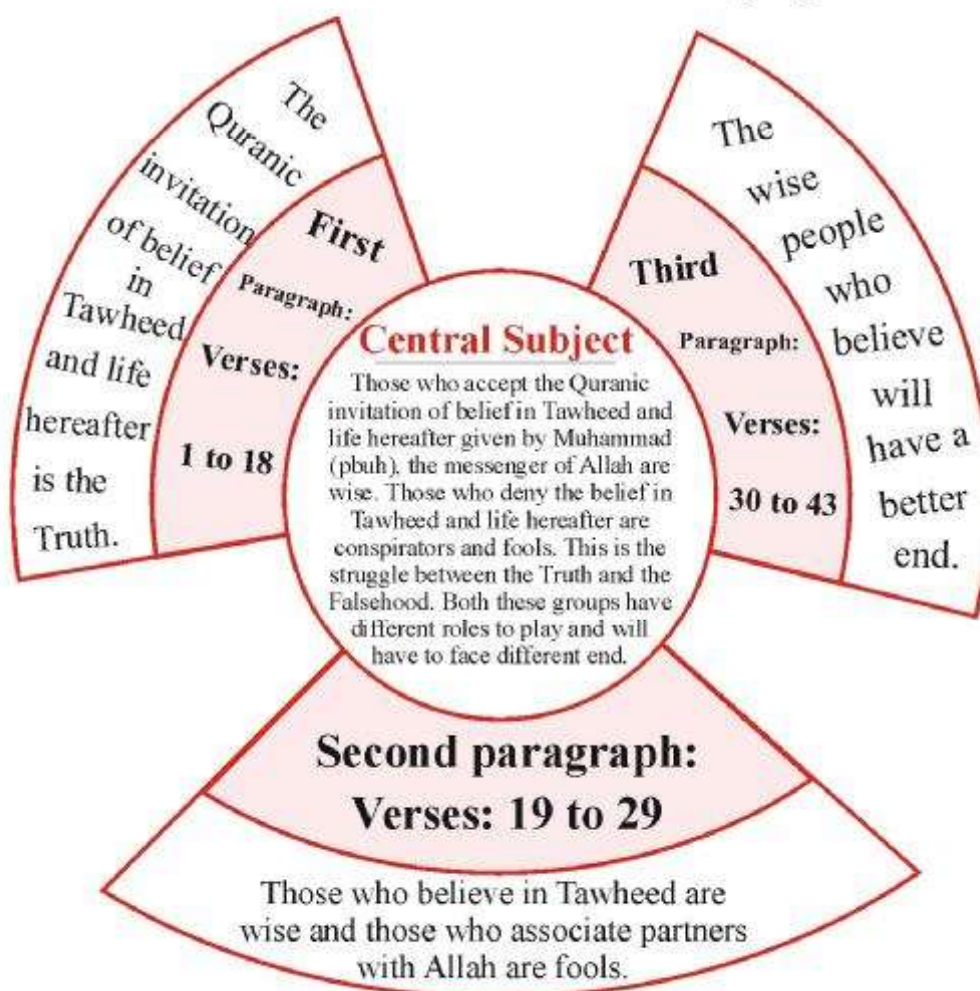 The
Quranic
invitation
of belief
in
Tawheed
and life
hereafter
is the
Truth.
First
Paragraph:
Verses:
1 to 18
Central Subject
Those who accept the Quranic
invitation of belief in Tawheed and
life hereafter given by Muhammad
(pbuh), the messenger of Allah are
wise. Those who deny the belief in
Tawheed and life hereafter are
conspirators and fools. This is the
struggle between the Truth and the
Falsehood. Both these groups have
different roles to play and will
have to face different end.
Third
Paragraph:
Verses:
30 to 43
The
wise
people
who
believe
will
have a
better
end.
Second paragraph:
Verses: 19 to 29
Those who believe in Tawheed are
wise and those who associate partners
with Allah are fools.